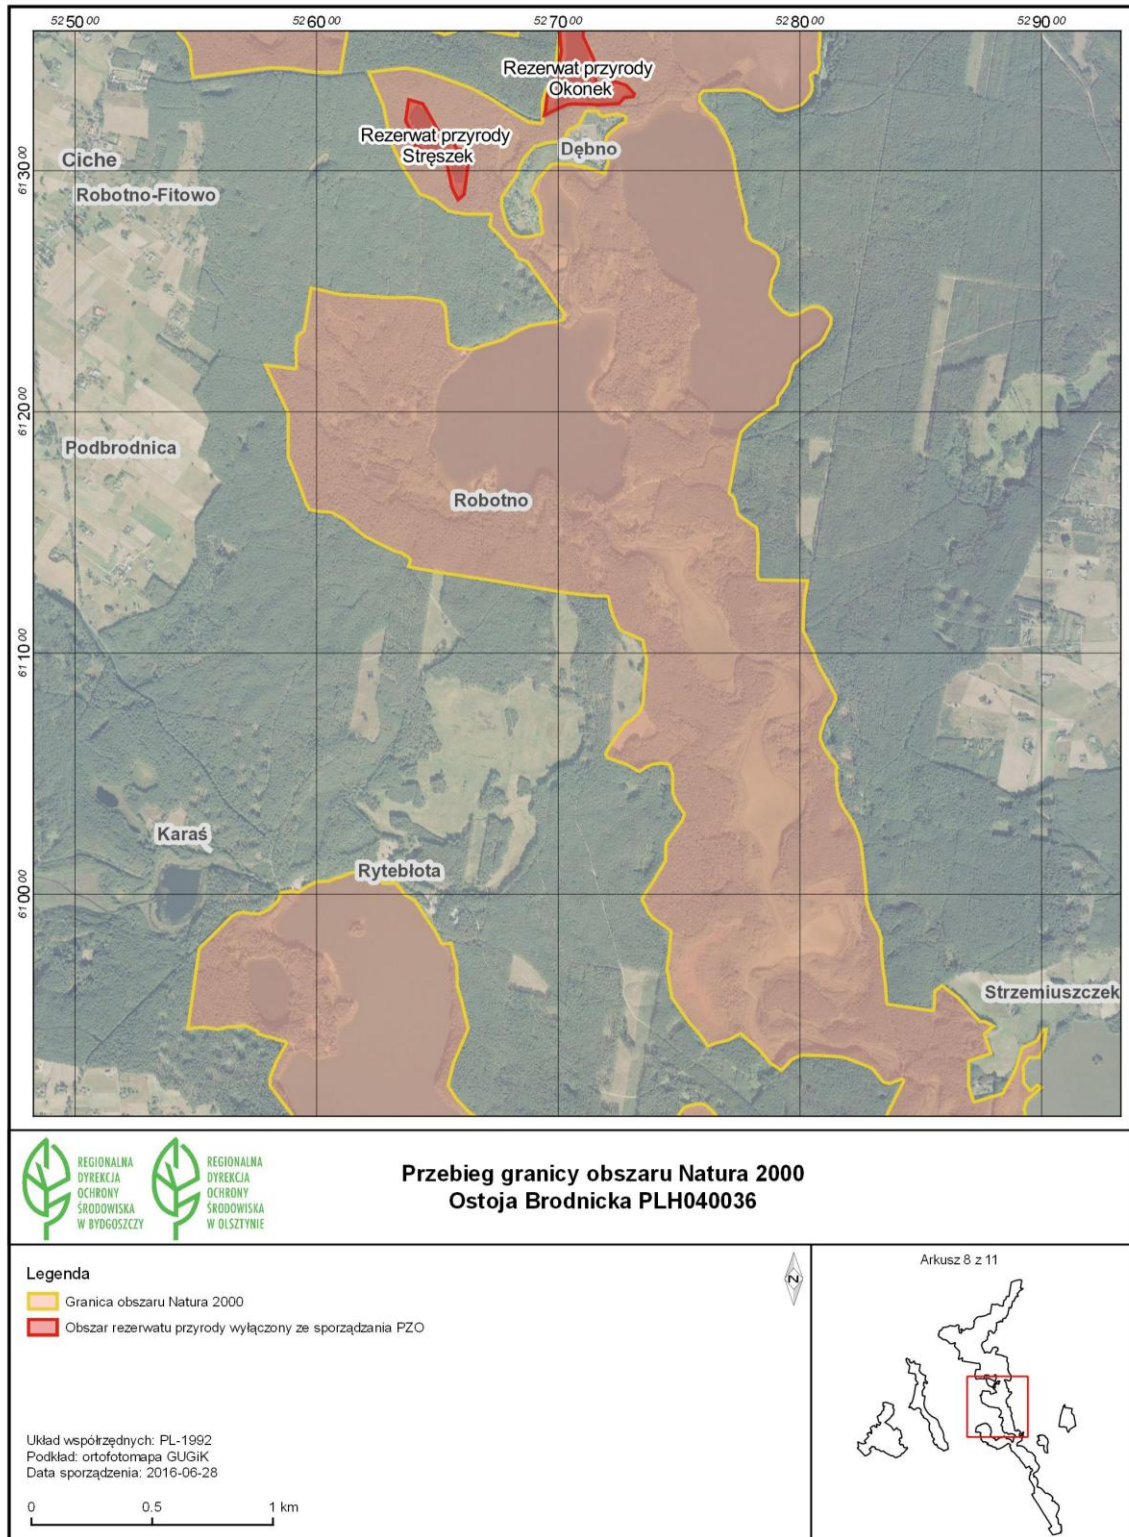 52 50 00
52 60 00
52 70 00
52 80 00
52 90 00
Rezerwat przyrody
Okonek
Rezerwat przyrody
Stręszek
Dębno
Ciche
61 30 00
Robotno-Fitowo
61 20 00
Podbrodnica
Robotno
61 10 00
Karaś
Rytebłota
61 00 00
Strzemiuszczek
REGIONALNA
DYREKCJA
OCHRONY
ŚRODOWISKA
W BYDGOSZCZY
REGIONALNA
DYREKCJA
OCHRONY
ŚRODOWISKA
W OLSZTYNIE
Przebieg granicy obszaru Natura 2000
Ostoja Brodnicka PLH040036
Legenda
Granica obszaru Natura 2000
Obszar rezerwatu przyrody wyłączony ze sporządzania PZO
N
Arkusz 8 z 11
Układ współrzędnych: PL-1992
Podkład: ortofotomapa GUGiK
Data sporządzenia: 2016-06-28
0 0.5 1 km